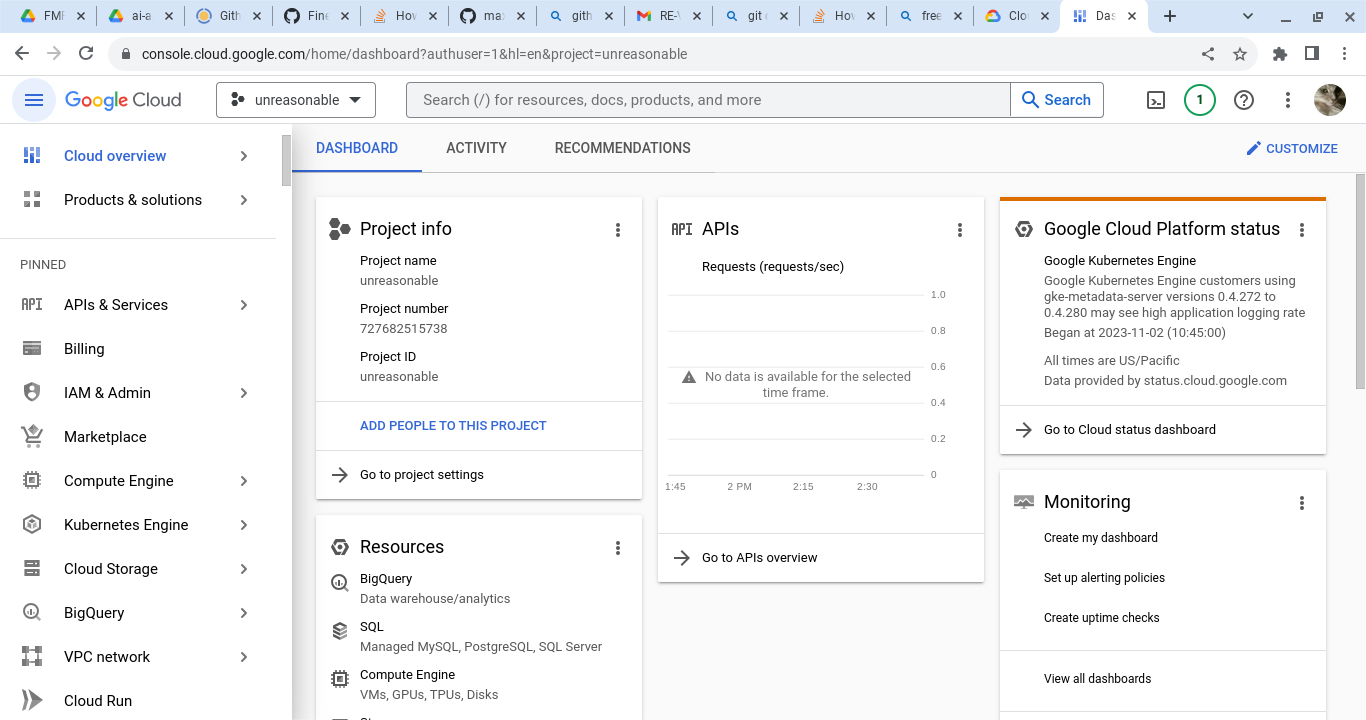 FMF
ai-a
Gith
Fine
How
max
gith
RE-V
git c
How
free
Clo
Das
console.cloud.google.com/home/dashboard?authuser=1&hl=en&project=unreasonable
Google Cloud
unreasonable
Search (/) for resources, docs, products, and more
Search
1
Cloud overview
Products & solutions
PINNED
API APIs & Services
Billing
IAM & Admin
Marketplace
Compute Engine
Kubernetes Engine
Cloud Storage
BigQuery
VPC network
Cloud Run
DASHBOARD
ACTIVITY
RECOMMENDATIONS
CUSTOMIZE
Project info
Project name
unreasonable
Project number
727682515738
Project ID
unreasonable
ADD PEOPLE TO THIS PROJECT
Go to project settings
Resources
BigQuery
Data warehouse/analytics
SQL
Managed MySQL, PostgreSQL, SQL Server
Compute Engine
VMs, GPUs, TPUs, Disks
API APIs
Requests (requests/sec)
1.0
0.8
0.6
No data is available for the selected
time frame.
0.4
0.2
0
1:45
2 PM
2:15
2:30
Go to APIs overview
Google Cloud Platform status
Google Kubernetes Engine
Google Kubernetes Engine customers using
gke-metadata-server versions 0.4.272 to
0.4.280 may see high application logging rate
Began at 2023-11-02 (10:45:00)
All times are US/Pacific
Data provided by status.cloud.google.com
Go to Cloud status dashboard
Monitoring
Create my dashboard
Set up alerting policies
Create uptime checks
View all dashboards